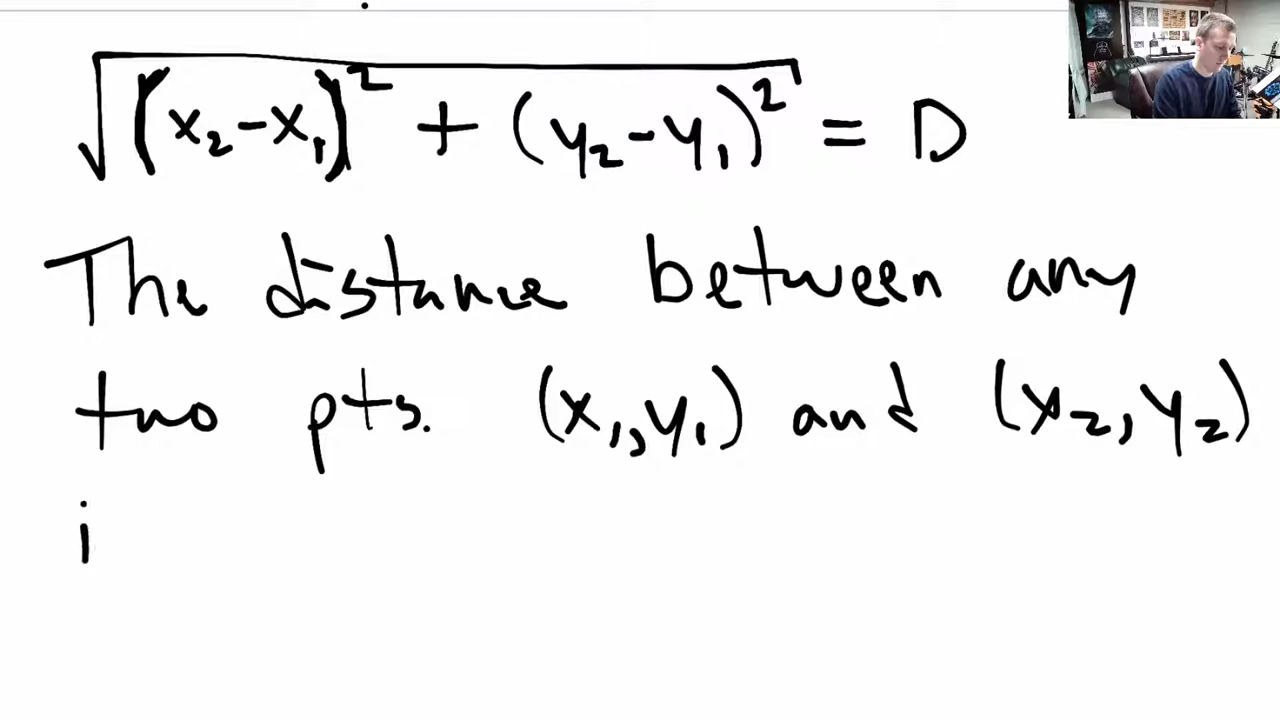 √((x₂-x₁)² + (y₂-y₁)²) = D
The distance between any
two pts. (x₁,y₁) and (x₂,y₂)
i